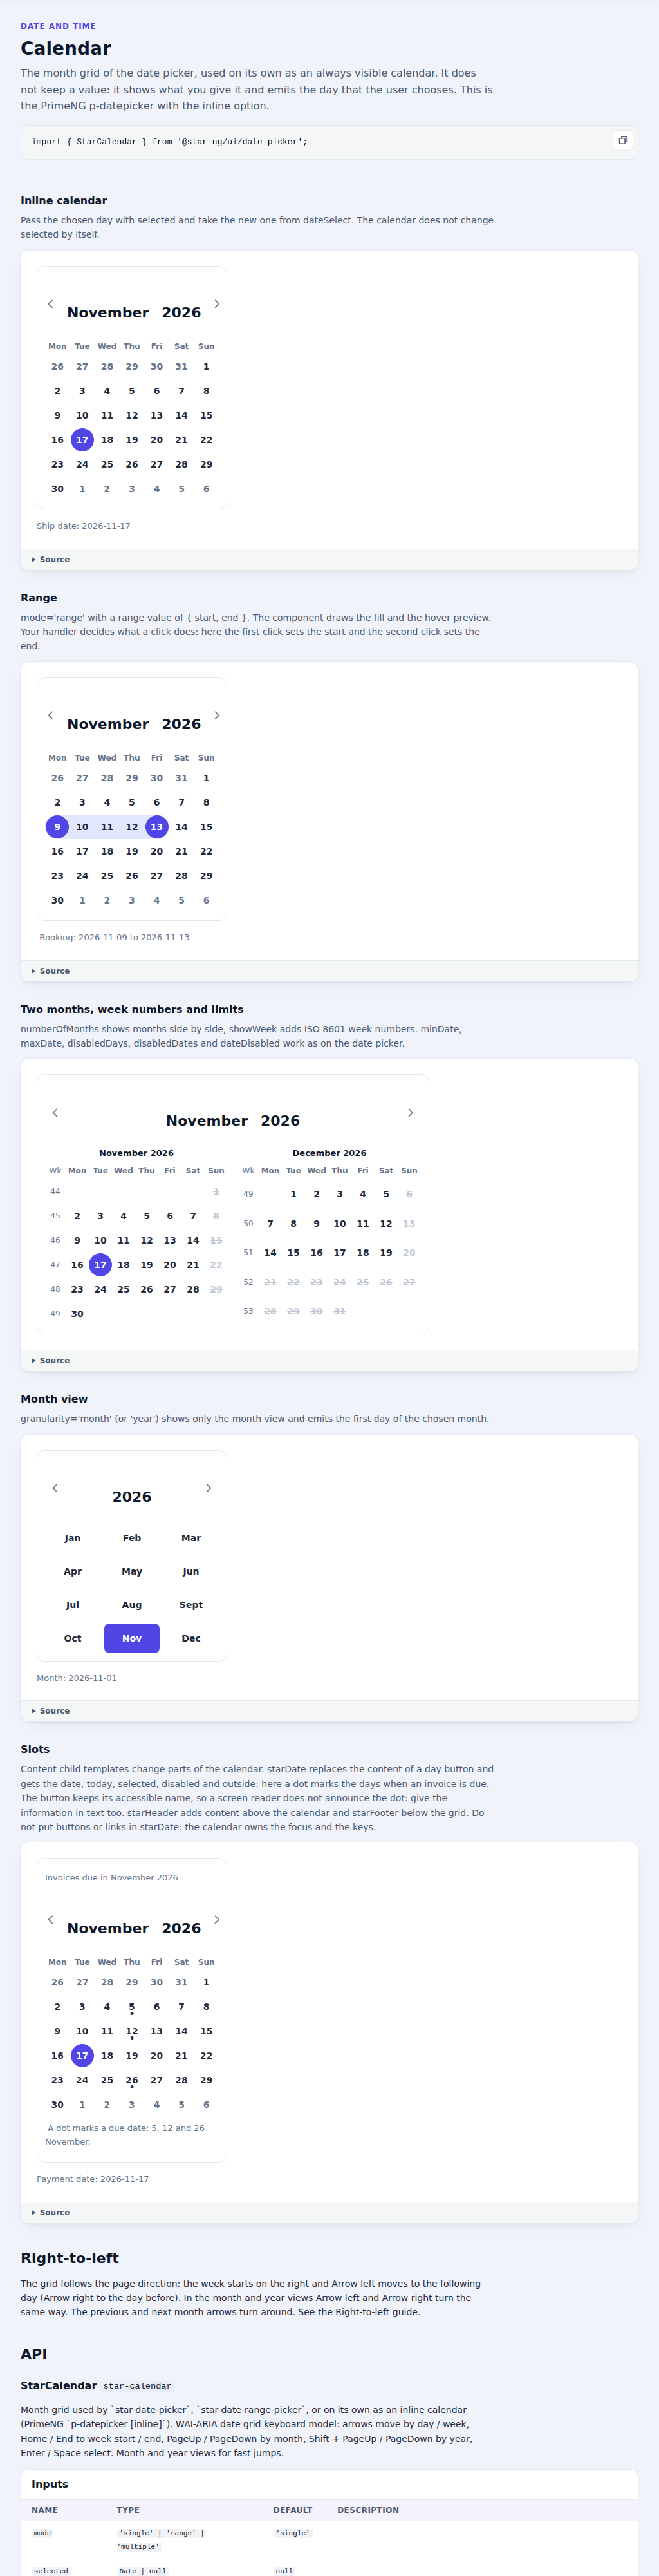 DATE AND TIME
Calendar
The month grid of the date picker, used on its own as an always visible calendar. It does
not keep a value: it shows what you give it and emits the day that the user chooses. This is
the PrimeNG p-datepicker with the inline option.
import { StarCalendar } from '@star-ng/ui/date-picker';
Inline calendar
Pass the chosen day with selected and take the new one from dateSelect. The calendar does not change
selected by itself.
November 2026
Mon Tue Wed Thu Fri Sat Sun
26 27 28 29 30 31 1
2 3 4 5 6 7 8
9 10 11 12 13 14 15
16 17 18 19 20 21 22
23 24 25 26 27 28 29
30 1 2 3 4 5 6
Ship date: 2026-11-17
Source
Range
mode='range' with a range value of { start, end }. The component draws the fill and the hover preview.
Your handler decides what a click does: here the first click sets the start and the second click sets the
end.
November 2026
Mon Tue Wed Thu Fri Sat Sun
26 27 28 29 30 31 1
2 3 4 5 6 7 8
9 10 11 12 13 14 15
16 17 18 19 20 21 22
23 24 25 26 27 28 29
30 1 2 3 4 5 6
Booking: 2026-11-09 to 2026-11-13
Source
Two months, week numbers and limits
numberOfMonths shows months side by side, showWeek adds ISO 8601 week numbers. minDate,
maxDate, disabledDays, disabledDates and dateDisabled work as on the date picker.
November 2026
November 2026
Wk Mon Tue Wed Thu Fri Sat Sun
44 1
45 2 3 4 5 6 7 8
46 9 10 11 12 13 14 15
47 16 17 18 19 20 21 22
48 23 24 25 26 27 28 29
49 30
December 2026
Wk Mon Tue Wed Thu Fri Sat Sun
49 1 2 3 4 5 6
50 7 8 9 10 11 12 13
51 14 15 16 17 18 19 20
52 21 22 23 24 25 26 27
53 28 29 30 31
Source
Month view
granularity='month' (or 'year') shows only the month view and emits the first day of the chosen month.
2026
Jan Feb Mar
Apr May Jun
Jul Aug Sept
Oct Nov Dec
Month: 2026-11-01
Source
Slots
Content child templates change parts of the calendar. starDate replaces the content of a day button and
gets the date, today, selected, disabled and outside: here a dot marks the days when an invoice is due.
The button keeps its accessible name, so a screen reader does not announce the dot: give the
information in text too. starHeader adds content above the calendar and starFooter below the grid. Do
not put buttons or links in starDate: the calendar owns the focus and the keys.
Invoices due in November 2026
November 2026
Mon Tue Wed Thu Fri Sat Sun
26 27 28 29 30 31 1
2 3 4 5 6 7 8
9 10 11 12 13 14 15
16 17 18 19 20 21 22
23 24 25 26 27 28 29
30 1 2 3 4 5 6
A dot marks a due date: 5, 12 and 26
November.
Payment date: 2026-11-17
Source
Right-to-left
The grid follows the page direction: the week starts on the right and Arrow left moves to the following
day (Arrow right to the day before). In the month and year views Arrow left and Arrow right turn the
same way. The previous and next month arrows turn around. See the Right-to-left guide.
API
StarCalendar star-calendar
Month grid used by `star-date-picker`, `star-date-range-picker`, or on its own as an inline calendar
(PrimeNG `p-datepicker [inline]`). WAI-ARIA date grid keyboard model: arrows move by day / week,
Home / End to week start / end, PageUp / PageDown by month, Shift + PageUp / PageDown by year,
Enter / Space select. Month and year views for fast jumps.
Inputs
NAME TYPE DEFAULT DESCRIPTION
mode 'single' | 'range' | 'single'
'multiple'
selected Date | null null